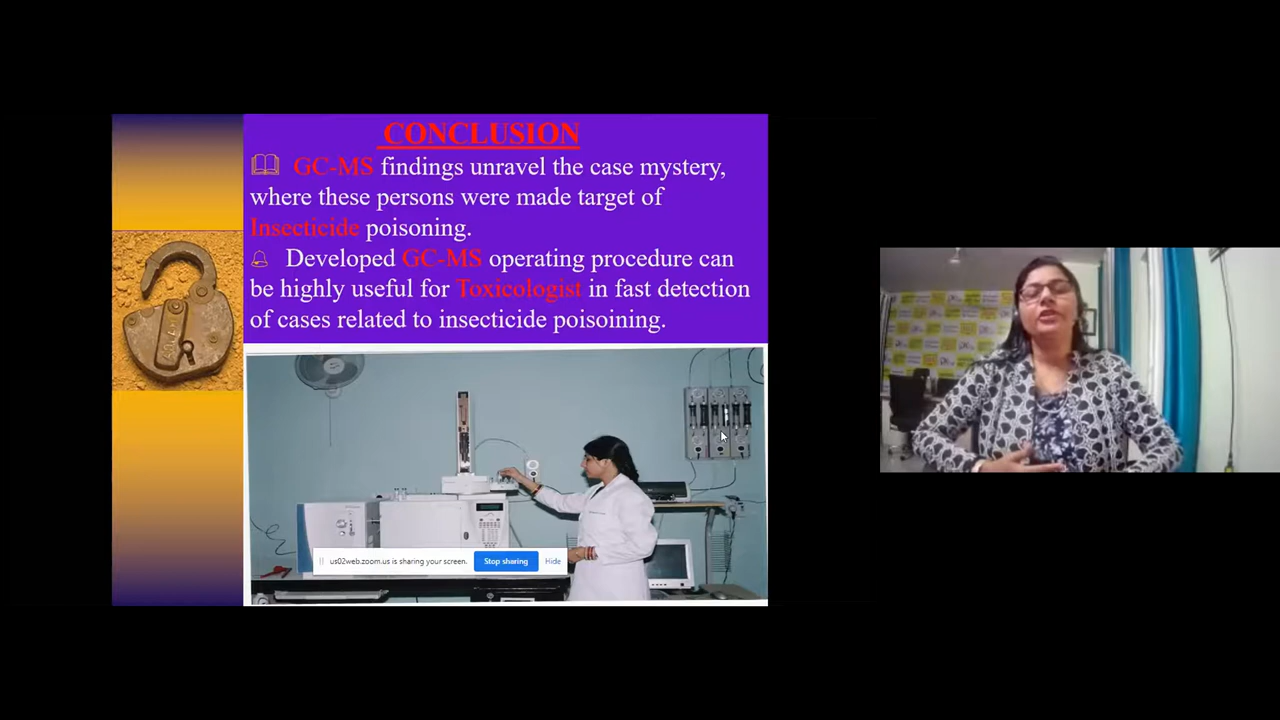 CONCLUSION
GC-MS findings unravel the case mystery,
where these persons were made target of
Insecticide poisoning.
Developed GC-MS operating procedure can
be highly useful for Toxicologist in fast detection
of cases related to insecticide poisoining.
us02web.zoom.us is sharing your screen. Stop sharing Hide